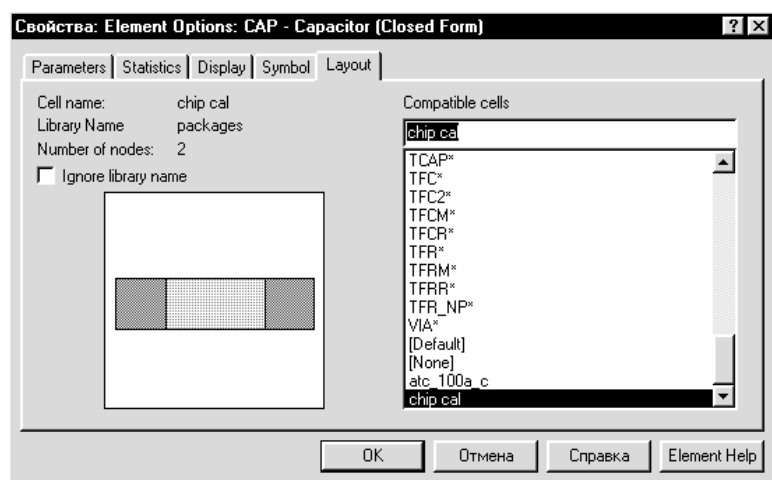 Свойства: Element Options: CAP - Capacitor (Closed Form)
Parameters Statistics Display Symbol Layout
Cell name: chip cal
Library Name packages
Number of nodes: 2
Ignore library name
Compatible cells
chip cal
TCAP*
TFC*
TFC2*
TFCM*
TFCR*
TFR*
TFRM*
TFRR*
TFR_NP*
VIA*
[Default]
[None]
atc_100a_c
chip cal
OK Отмена Справка Element Help